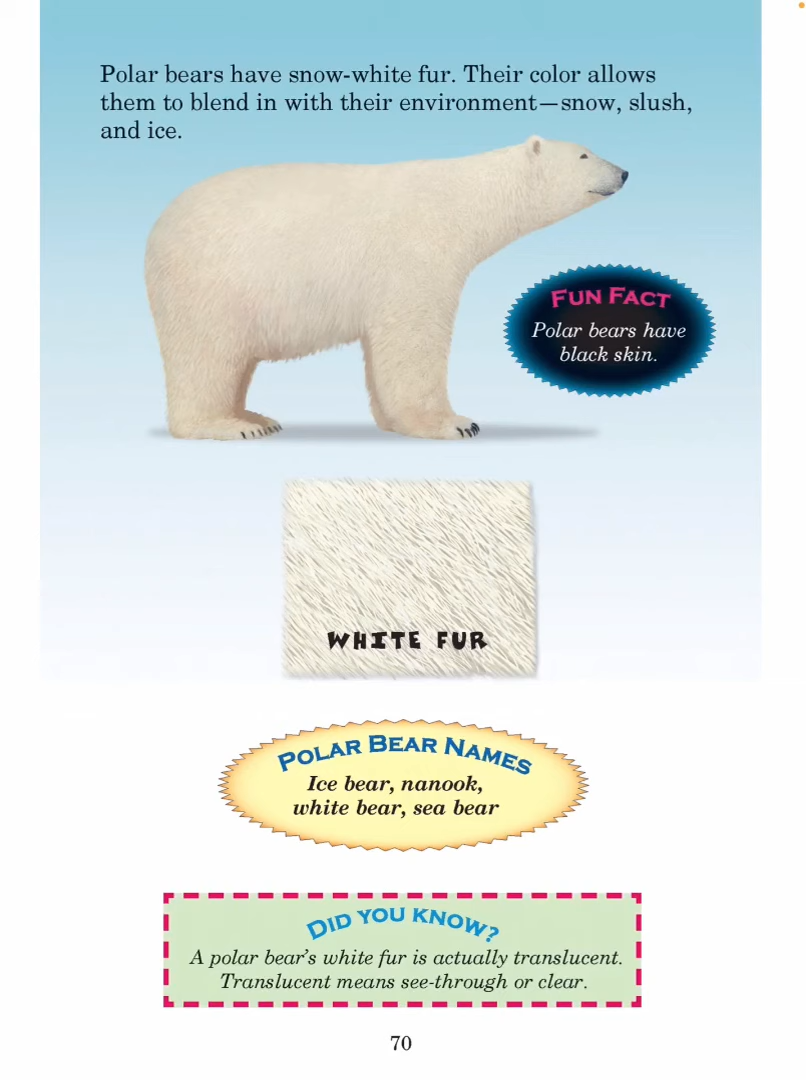 Polar bears have snow-white fur. Their color allows
them to blend in with their environment—snow, slush,
and ice.
FUN FACT
Polar bears have
black skin.
WHITE FUR
POLAR BEAR NAMES
Ice bear, nanook,
white bear, sea bear
DID YOU KNOW?
A polar bear's white fur is actually translucent.
Translucent means see-through or clear.
70